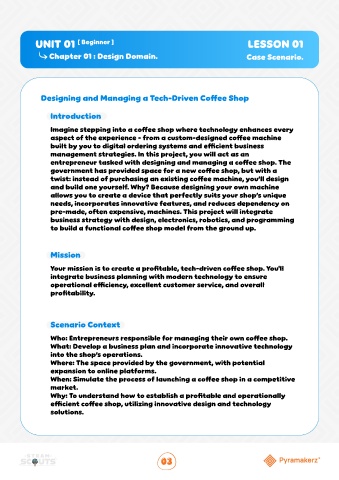 UNIT 01 [ Beginner ]
LESSON 01
Chapter 01 : Design Domain.
Case Scenario.
Designing and Managing a Tech-Driven Coffee Shop
Introduction
Imagine stepping into a coffee shop where technology enhances every
aspect of the experience - from a custom-designed coffee machine
built by you to digital ordering systems and efficient business
management strategies. In this project, you will act as an
entrepreneur tasked with designing and managing a coffee shop. The
government has provided space for a new coffee shop, but with a
twist: instead of purchasing an existing coffee machine, you'll design
and build one yourself. Why? Because designing your own machine
allows you to create a device that perfectly suits your shop's unique
needs, incorporates innovative features, and reduces dependency on
pre-made, often expensive, machines. This project will integrate
business strategy with design, electronics, robotics, and programming
to build a functional coffee shop model from the ground up.
Mission
Your mission is to create a profitable, tech-driven coffee shop. You'll
integrate business planning with modern technology to ensure
operational efficiency, excellent customer service, and overall
profitability.
Scenario Context
Who: Entrepreneurs responsible for managing their own coffee shop.
What: Develop a business plan and incorporate innovative technology
into the shop's operations.
Where: The space provided by the government, with potential
expansion to online platforms.
When: Simulate the process of launching a coffee shop in a competitive
market.
Why: To understand how to establish a profitable and operationally
efficient coffee shop, utilizing innovative design and technology
solutions.
SCOUTS
03
Pyramakerz